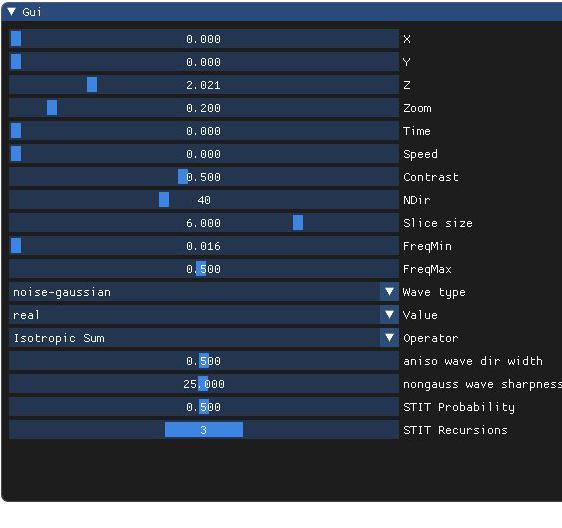 Gui
0.000 X
0.000 Y
2.021 Z
0.200 Zoom
0.000 Time
0.000 Speed
0.500 Contrast
40 NDir
6.000 Slice size
0.016 FreqMin
0.500 FreqMax
noise-gaussian Wave type
real Value
Isotropic Sum Operator
0.500 aniso wave dir width
25.000 nongauss wave sharpness
0.500 STIT Probability
3 STIT Recursions